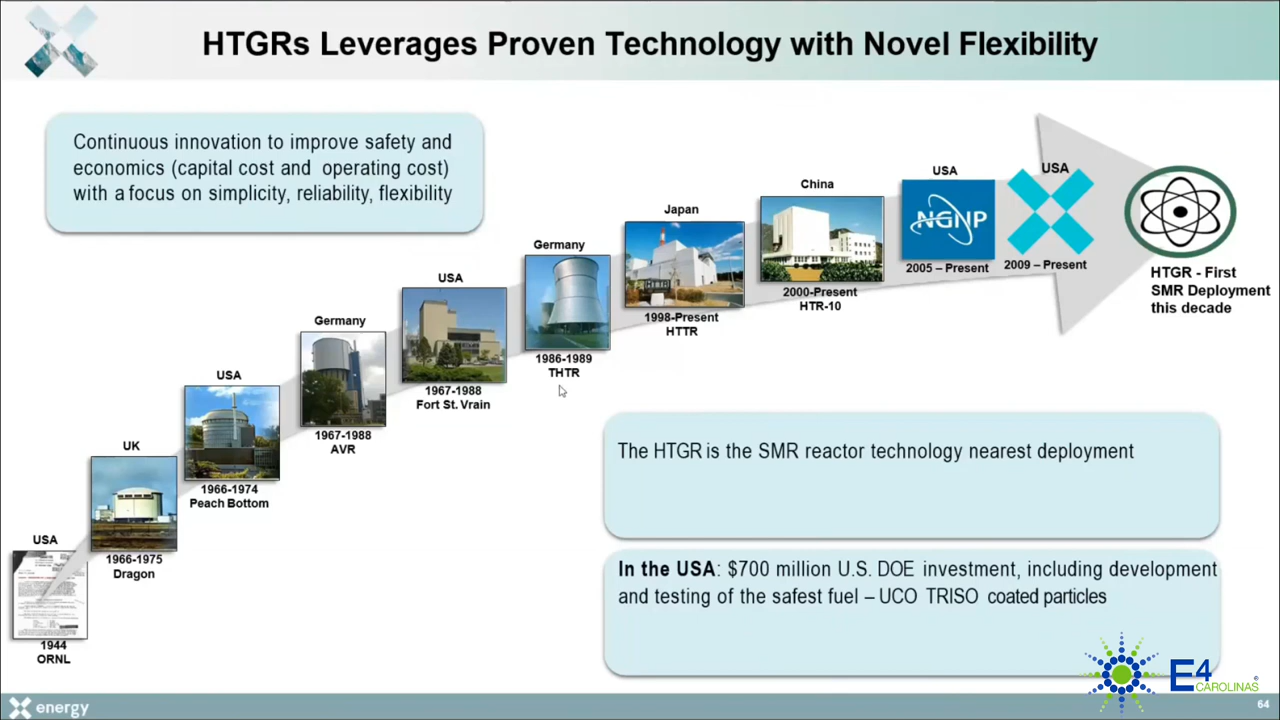 HTGRs Leverages Proven Technology with Novel Flexibility
Continuous innovation to improve safety and
economics (capital cost and operating cost)
with a focus on simplicity, reliability, flexibility
USA
1944
ORNL
UK
1966-1975
Dragon
USA
1966-1974
Peach Bottom
Germany
1967-1988
AVR
USA
1967-1988
Fort St. Vrain
Germany
1986-1989
THTR
Japan
1998-Present
HTTR
China
2000-Present
HTR-10
USA
NGNP
2005 – Present
USA
2009 – Present
HTGR - First
SMR Deployment
this decade
The HTGR is the SMR reactor technology nearest deployment
In the USA: $700 million U.S. DOE investment, including development
and testing of the safest fuel – UCO TRISO coated particles
E4
CAROLINAS
energy
64